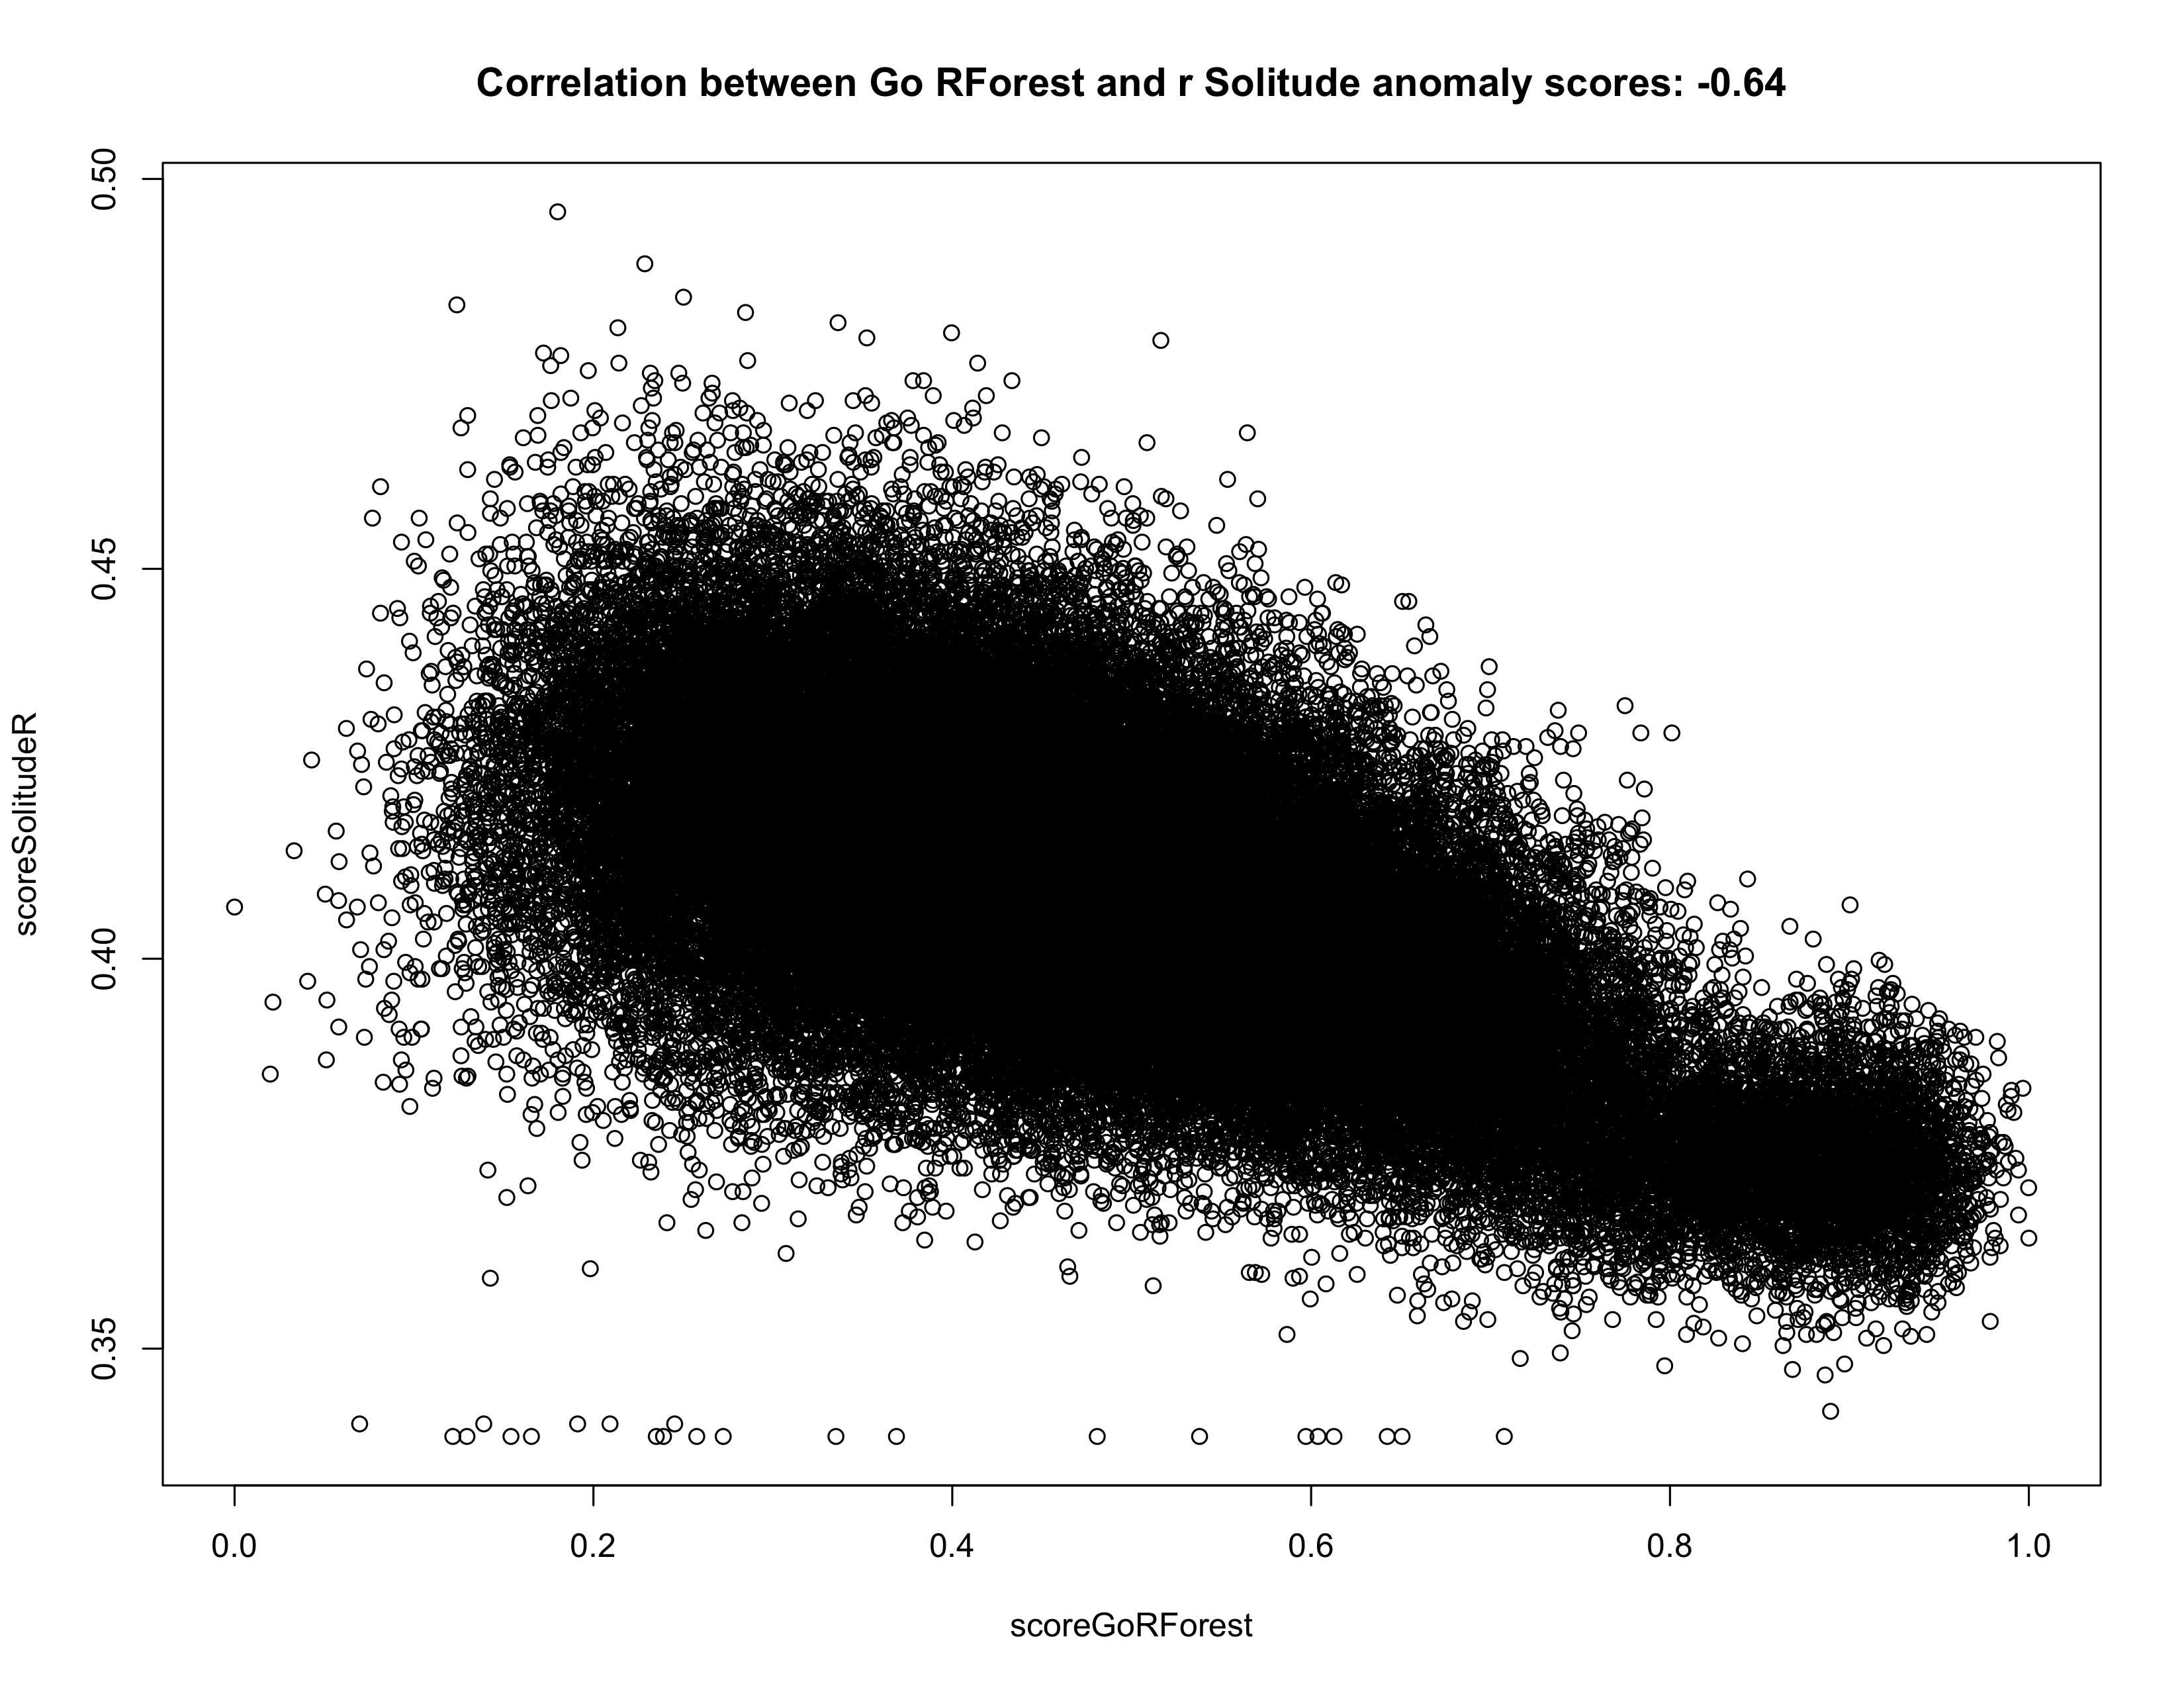 Correlation between Go RForest and r Solitude anomaly scores: -0.64
0.50
0.45
0.40
0.35
scoreSolitudeR
0.0 0.2 0.4 0.6 0.8 1.0
scoreGoRForest